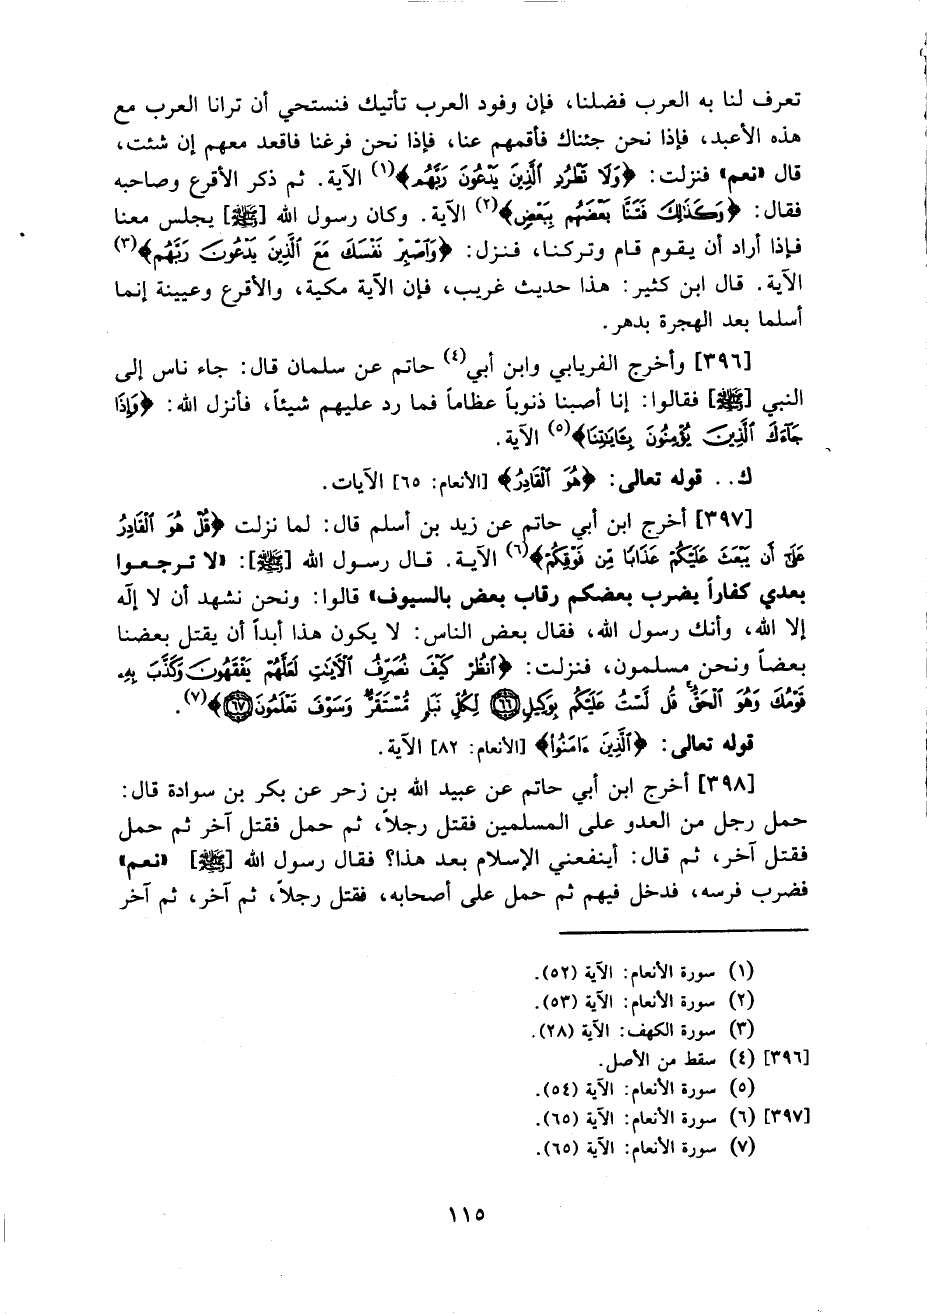 تعرف لنا به العرب فضلنا، فإن وفود العرب تأتيك فنستحي أن ترانا العرب مع
هذه الأعبد، فإذا نحن جئناك فأقمهم عنا، فإذا نحن فرغنا فاقعد معهم إن شئت،
قال «نعم» فنزلت: ﴿وَلَا تَطْرُدِ ٱلَّذِينَ يَدْعُونَ رَبَّهُم﴾(١) الآية. ثم ذكر الأقرع وصاحبه
فقال: ﴿وَكَذَٰلِكَ فَتَنَّا بَعْضَهُم بِبَعْضٍ﴾(٢) الآية. وكان رسول الله [ﷺ] يجلس معنا
فإذا أراد أن يقوم قام وتركنا، فنزل: ﴿وَٱصْبِرْ نَفْسَكَ مَعَ ٱلَّذِينَ يَدْعُونَ رَبَّهُم﴾(٣)
الآية. قال ابن كثير: هذا حديث غريب، فإن الآية مكية، والأقرع وعيينة إنما
أسلما بعد الهجرة بدهر.
[٣٩٦] وأخرج الفريابي وابن أبي(٤) حاتم عن سلمان قال: جاء ناس إلى
النبي [ﷺ] فقالوا: إنا أصبنا ذنوباً عظاماً فما رد عليهم شيئاً، فأنزل الله: ﴿وَإِذَا
جَآءَكَ ٱلَّذِينَ يُؤْمِنُونَ بِـَٔايَٰتِنَا﴾(٥) الآية.
ك.. قوله تعالى: ﴿هُوَ ٱلْقَادِرُ﴾ [الأنعام: ٦٥] الآيات.
[٣٩٧] أخرج ابن أبي حاتم عن زيد بن أسلم قال: لما نزلت ﴿قُلْ هُوَ ٱلْقَادِرُ
عَلَىٰٓ أَن يَبْعَثَ عَلَيْكُمْ عَذَابًا مِّن فَوْقِكُمْ﴾(٦) الآية. قال رسول الله [ﷺ]: «لا ترجعوا
بعدي كفاراً يضرب بعضكم رقاب بعض بالسيوف» قالوا: ونحن نشهد أن لا إلّه
إلا الله، وأنك رسول الله، فقال بعض الناس: لا يكون هذا أبداً أن يقتل بعضنا
بعضاً ونحن مسلمون، فنزلت: ﴿ٱنظُرْ كَيْفَ نُصَرِّفُ ٱلْءَايَٰتِ لَعَلَّهُمْ يَفْقَهُونَ وَكَذَّبَ بِهِۦ
قَوْمُكَ وَهُوَ ٱلْحَقُّ ۚ قُل لَّسْتُ عَلَيْكُم بِوَكِيلٍ (٦٦) لِّكُلِّ نَبَإٍ مُّسْتَقَرٌّ ۚ وَسَوْفَ تَعْلَمُونَ (٦٧)﴾(٧).
قوله تعالى: ﴿ٱلَّذِينَ ءَامَنُوا۟﴾ [الأنعام: ٨٢] الآية.
[٣٩٨] أخرج ابن أبي حاتم عن عبيد الله بن زحر عن بكر بن سوادة قال:
حمل رجل من العدو على المسلمين فقتل رجلاً، ثم حمل فقتل آخر ثم حمل
فقتل آخر، ثم قال: أينفعني الإسلام بعد هذا؟ فقال رسول الله [ﷺ] «نعم»
فضرب فرسه، فدخل فيهم ثم حمل على أصحابه، فقتل رجلاً، ثم آخر، ثم آخر
(١) سورة الأنعام: الآية (٥٢).
(٢) سورة الأنعام: الآية (٥٣).
(٣) سورة الكهف: الآية (٢٨).
[٣٩٦] (٤) سقط من الأصل.
(٥) سورة الأنعام: الآية (٥٤).
[٣٩٧] (٦) سورة الأنعام: الآية (٦٥).
(٧) سورة الأنعام: الآية (٦٥).
١١٥